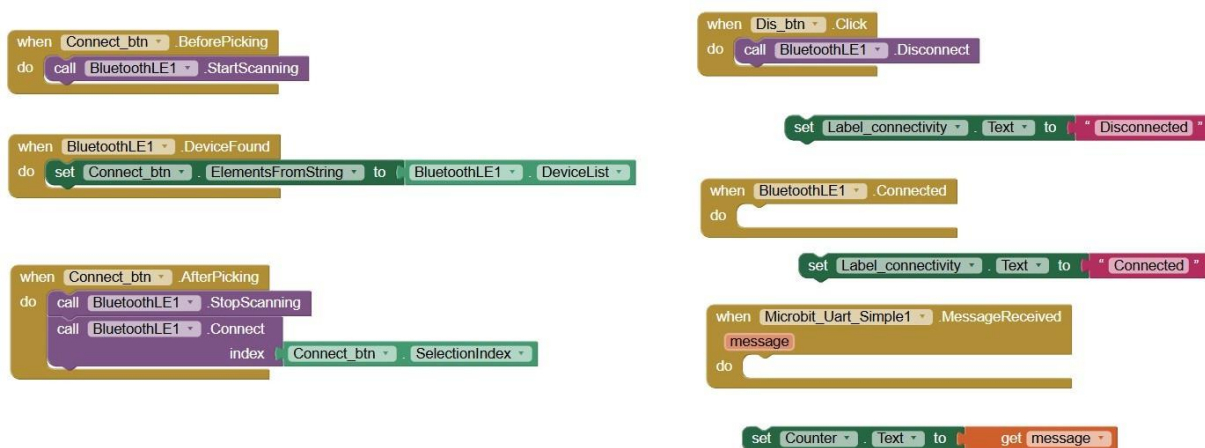 when Connect_btn .BeforePicking
do call BluetoothLE1 .StartScanning
when BluetoothLE1 .DeviceFound
do set Connect_btn . ElementsFromString to BluetoothLE1 . DeviceList
when Connect_btn .AfterPicking
do call BluetoothLE1 .StopScanning
call BluetoothLE1 .Connect
index Connect_btn . SelectionIndex
when Dis_btn .Click
do call BluetoothLE1 .Disconnect
set Label_connectivity . Text to " Disconnected "
when BluetoothLE1 .Connected
do
set Label_connectivity . Text to " Connected "
when Microbit_Uart_Simple1 .MessageReceived
message
do
set Counter . Text to get message